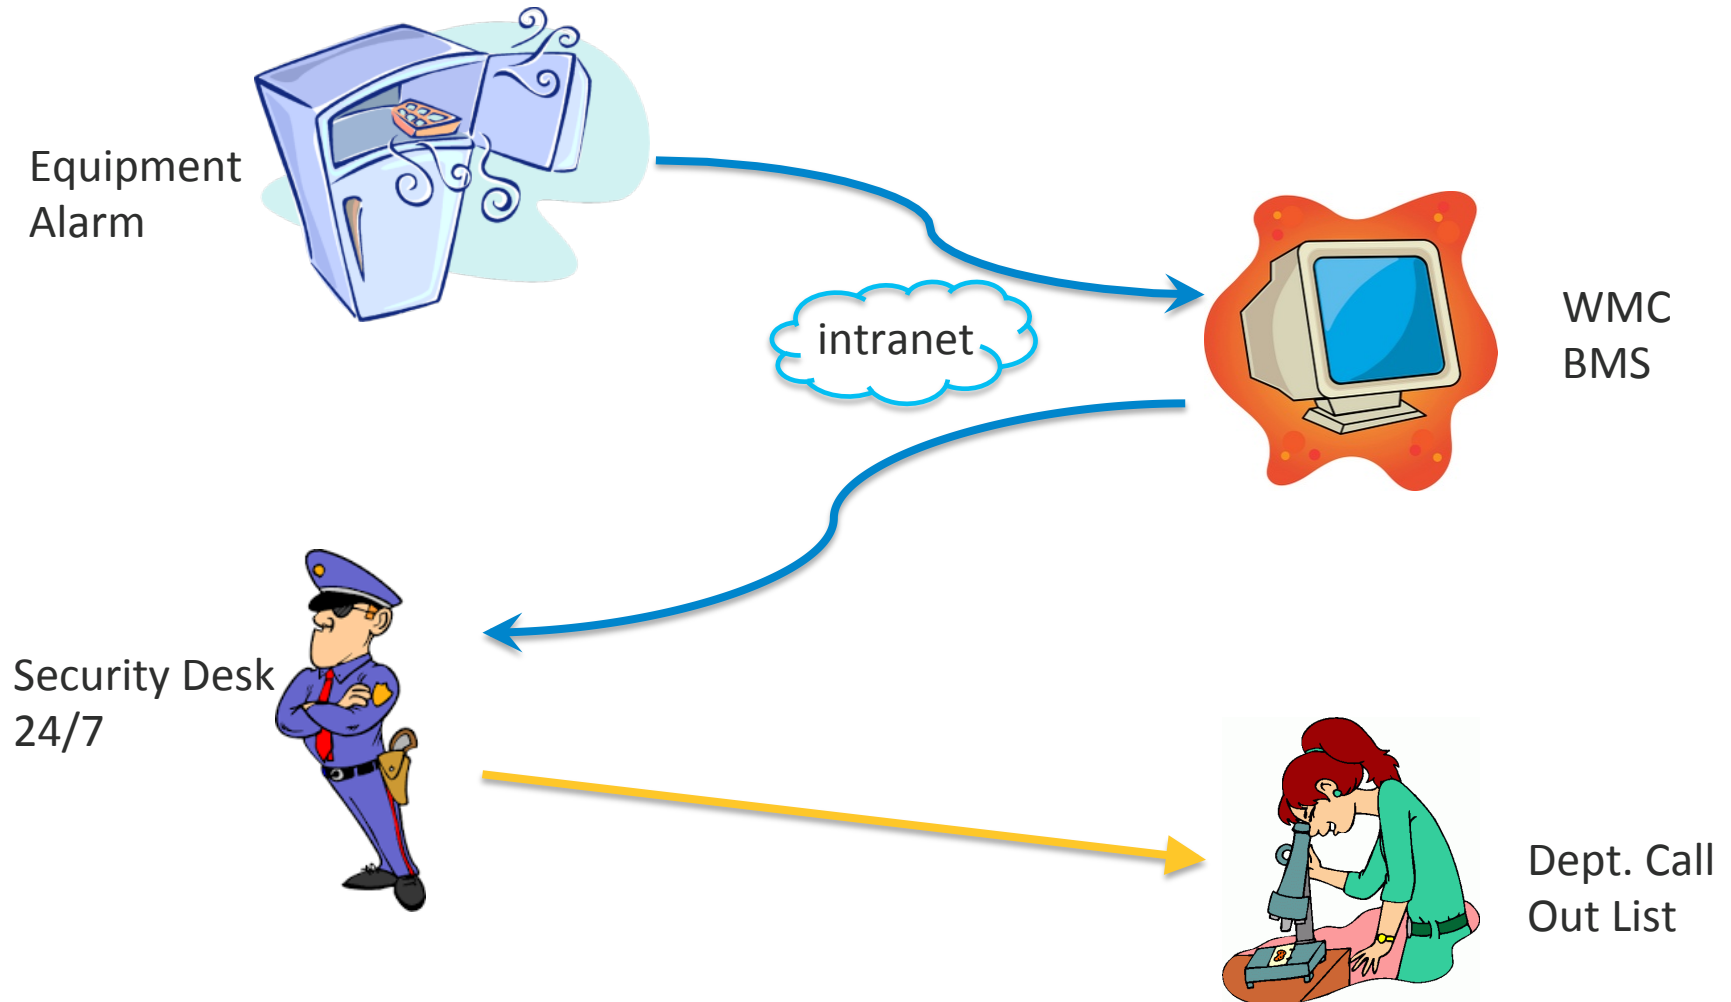 Equipment
Alarm
intranet
WMC
BMS
Security Desk
24/7
Dept. Call
Out List